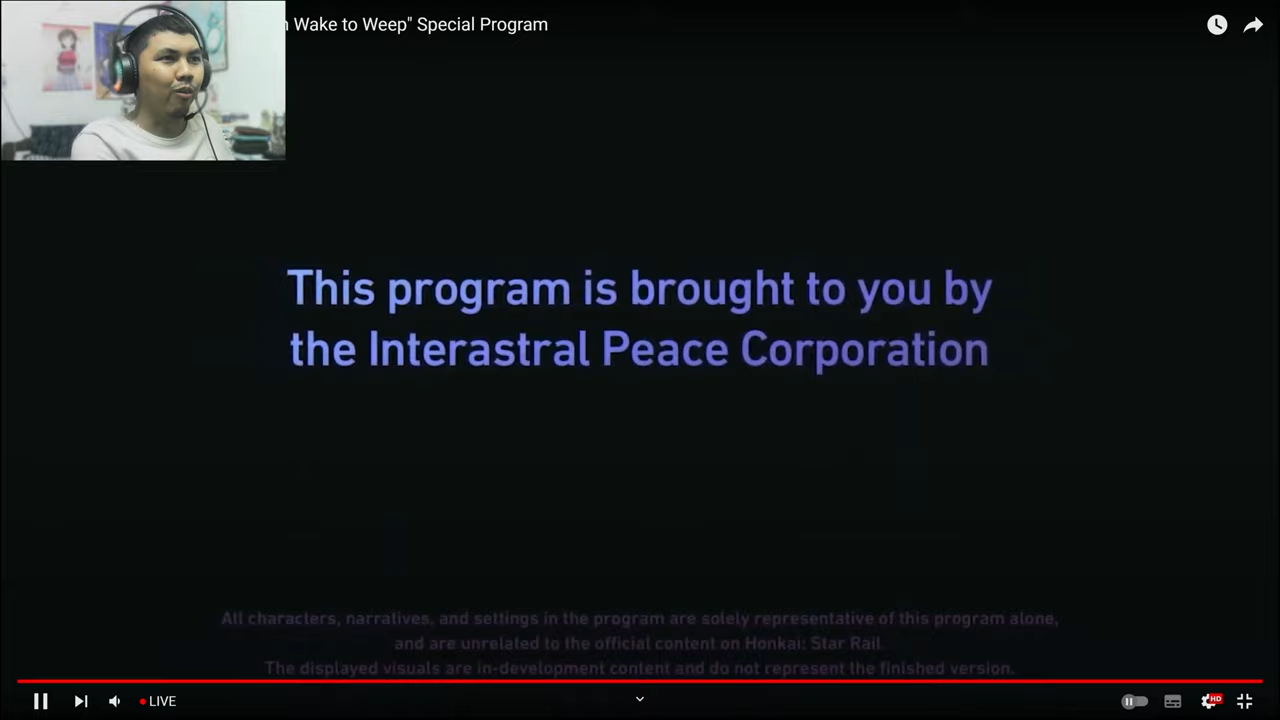 Wake to Weep" Special Program
This program is brought to you by
the Interastral Peace Corporation
All characters, narratives, and settings in the program are solely representative of this program alone,
and are unrelated to the official content on Honkai: Star Rail.
The displayed visuals are in-development content and do not represent the finished version.
LIVE
HD